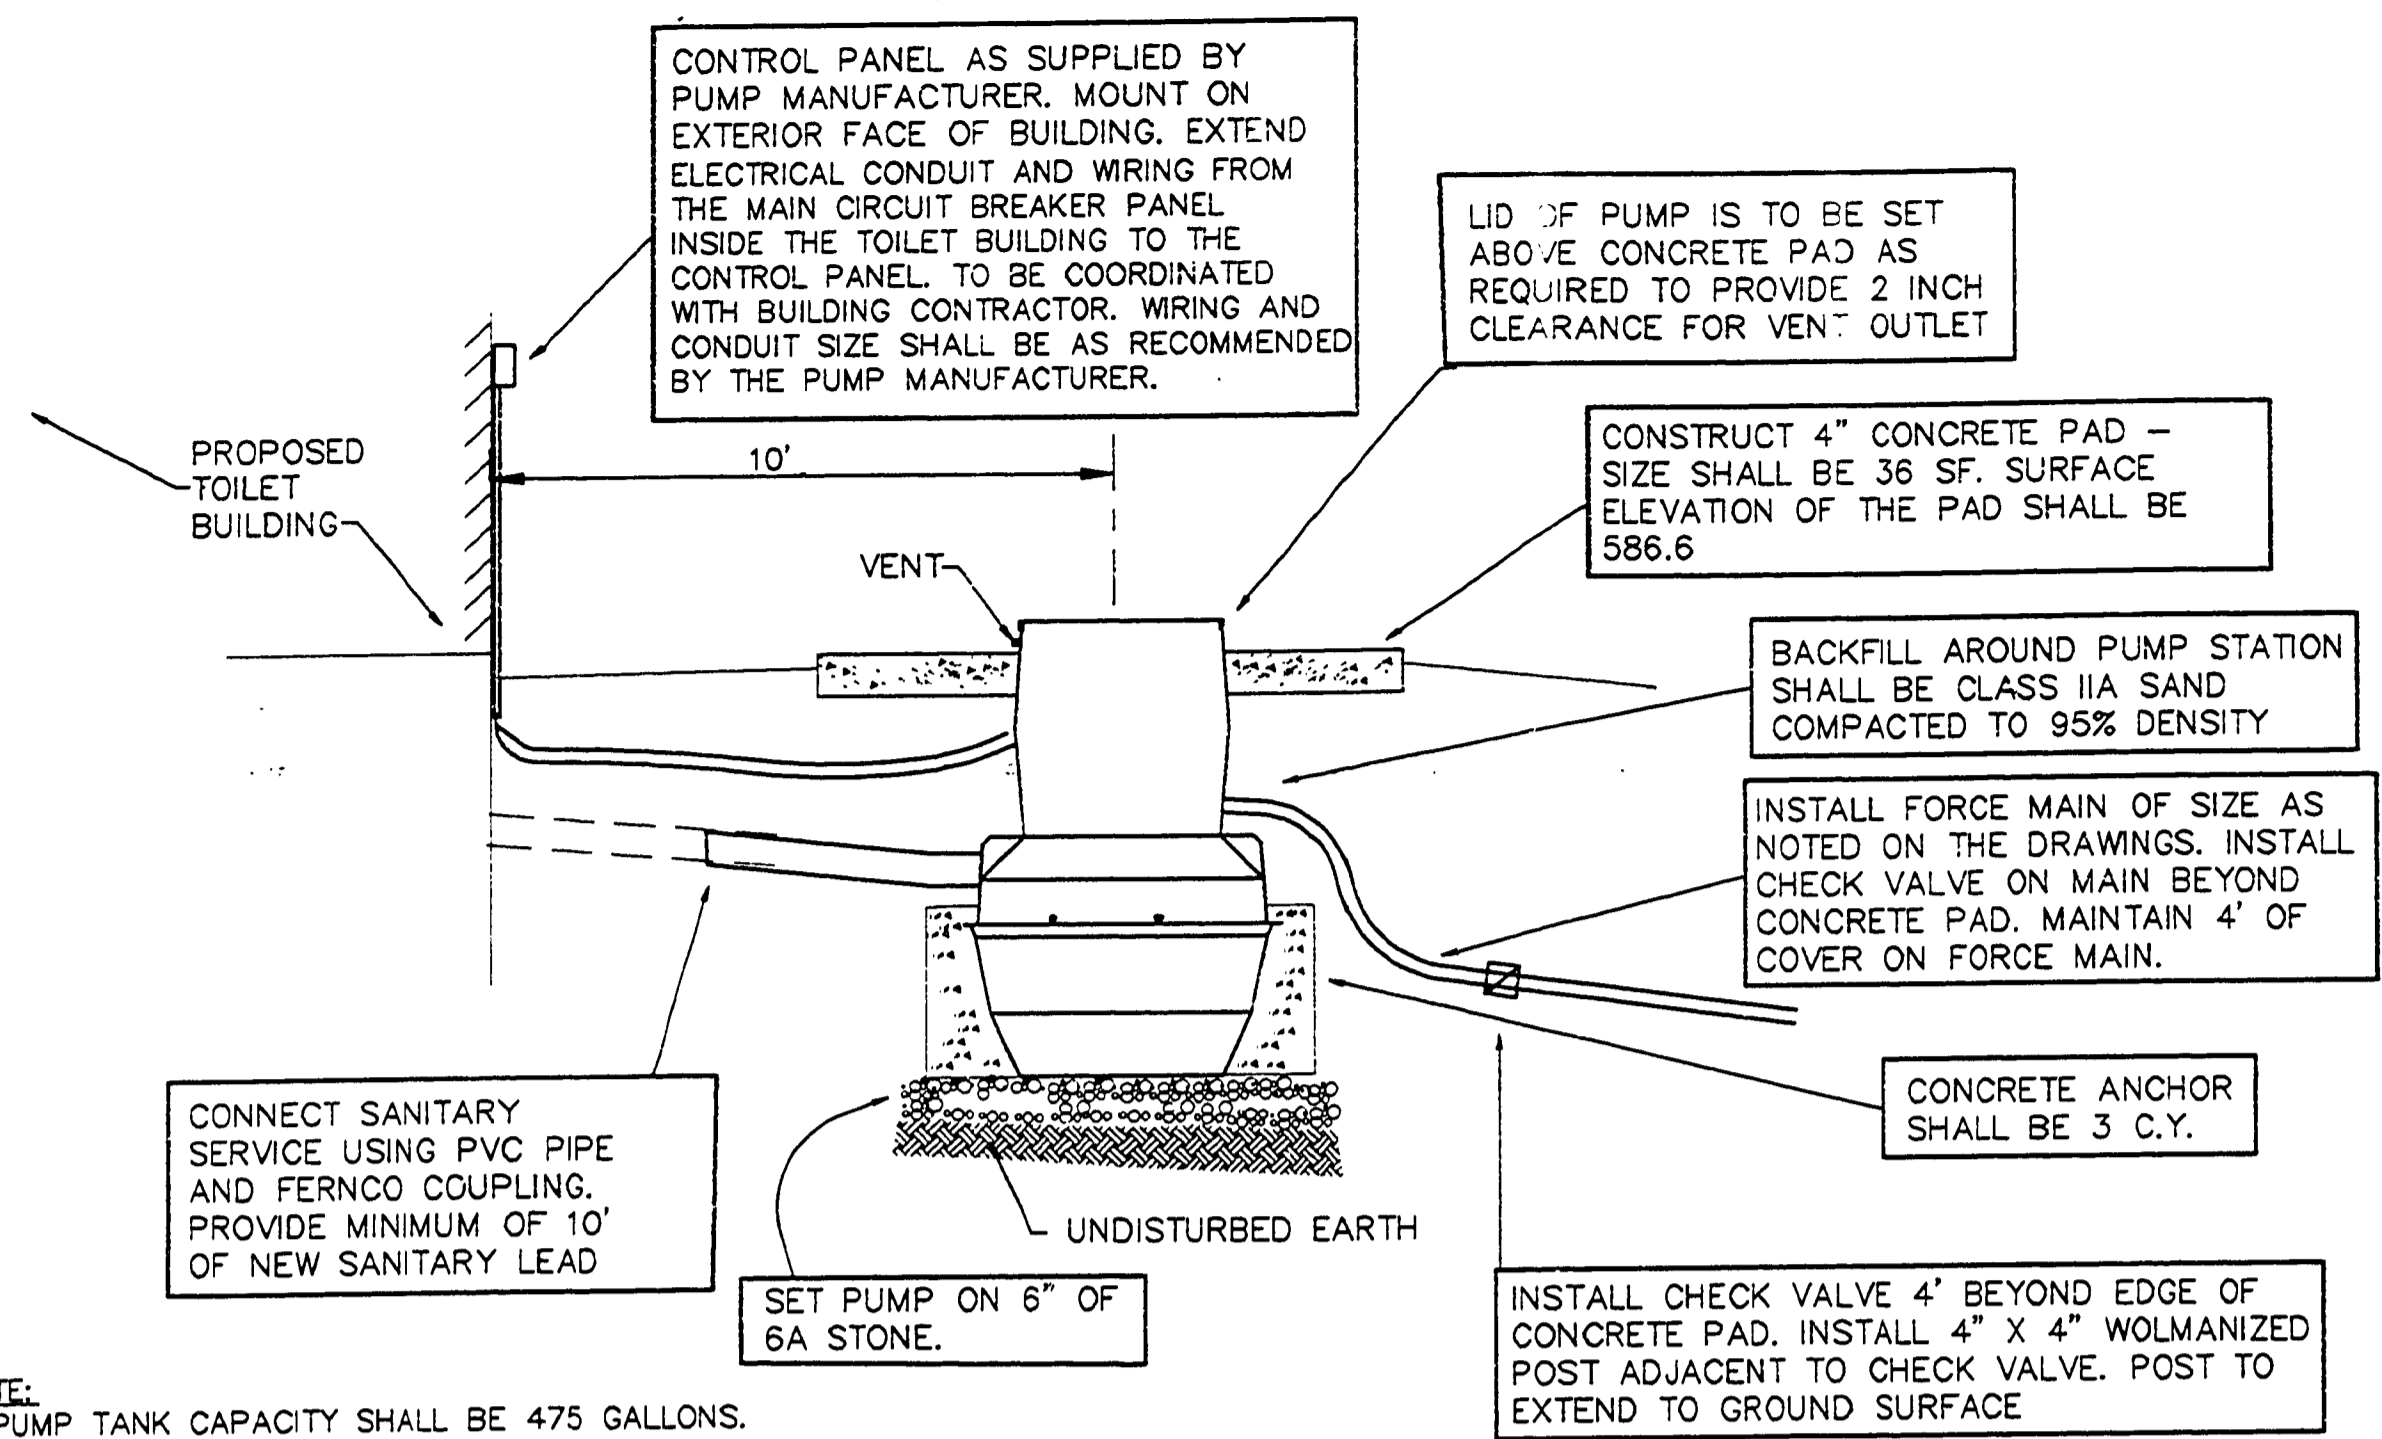 CONTROL PANEL AS SUPPLIED BY
PUMP MANUFACTURER. MOUNT ON
EXTERIOR FACE OF BUILDING. EXTEND
ELECTRICAL CONDUIT AND WIRING FROM
THE MAIN CIRCUIT BREAKER PANEL
INSIDE THE TOILET BUILDING TO THE
CONTROL PANEL. TO BE COORDINATED
WITH BUILDING CONTRACTOR. WIRING AND
CONDUIT SIZE SHALL BE AS RECOMMENDED
BY THE PUMP MANUFACTURER.
LID OF PUMP IS TO BE SET
ABOVE CONCRETE PAD AS
REQUIRED TO PROVIDE 2 INCH
CLEARANCE FOR VENT OUTLET
PROPOSED
TOILET
BUILDING
10'
CONSTRUCT 4" CONCRETE PAD –
SIZE SHALL BE 36 SF. SURFACE
ELEVATION OF THE PAD SHALL BE
586.6
VENT
BACKFILL AROUND PUMP STATION
SHALL BE CLASS IIA SAND
COMPACTED TO 95% DENSITY
INSTALL FORCE MAIN OF SIZE AS
NOTED ON THE DRAWINGS. INSTALL
CHECK VALVE ON MAIN BEYOND
CONCRETE PAD. MAINTAIN 4' OF
COVER ON FORCE MAIN.
CONCRETE ANCHOR
SHALL BE 3 C.Y.
CONNECT SANITARY
SERVICE USING PVC PIPE
AND FERNCO COUPLING.
PROVIDE MINIMUM OF 10'
OF NEW SANITARY LEAD
UNDISTURBED EARTH
SET PUMP ON 6" OF
6A STONE.
INSTALL CHECK VALVE 4' BEYOND EDGE OF
CONCRETE PAD. INSTALL 4" X 4" WOLMANIZED
POST ADJACENT TO CHECK VALVE. POST TO
EXTEND TO GROUND SURFACE
TE:
PUMP TANK CAPACITY SHALL BE 475 GALLONS.